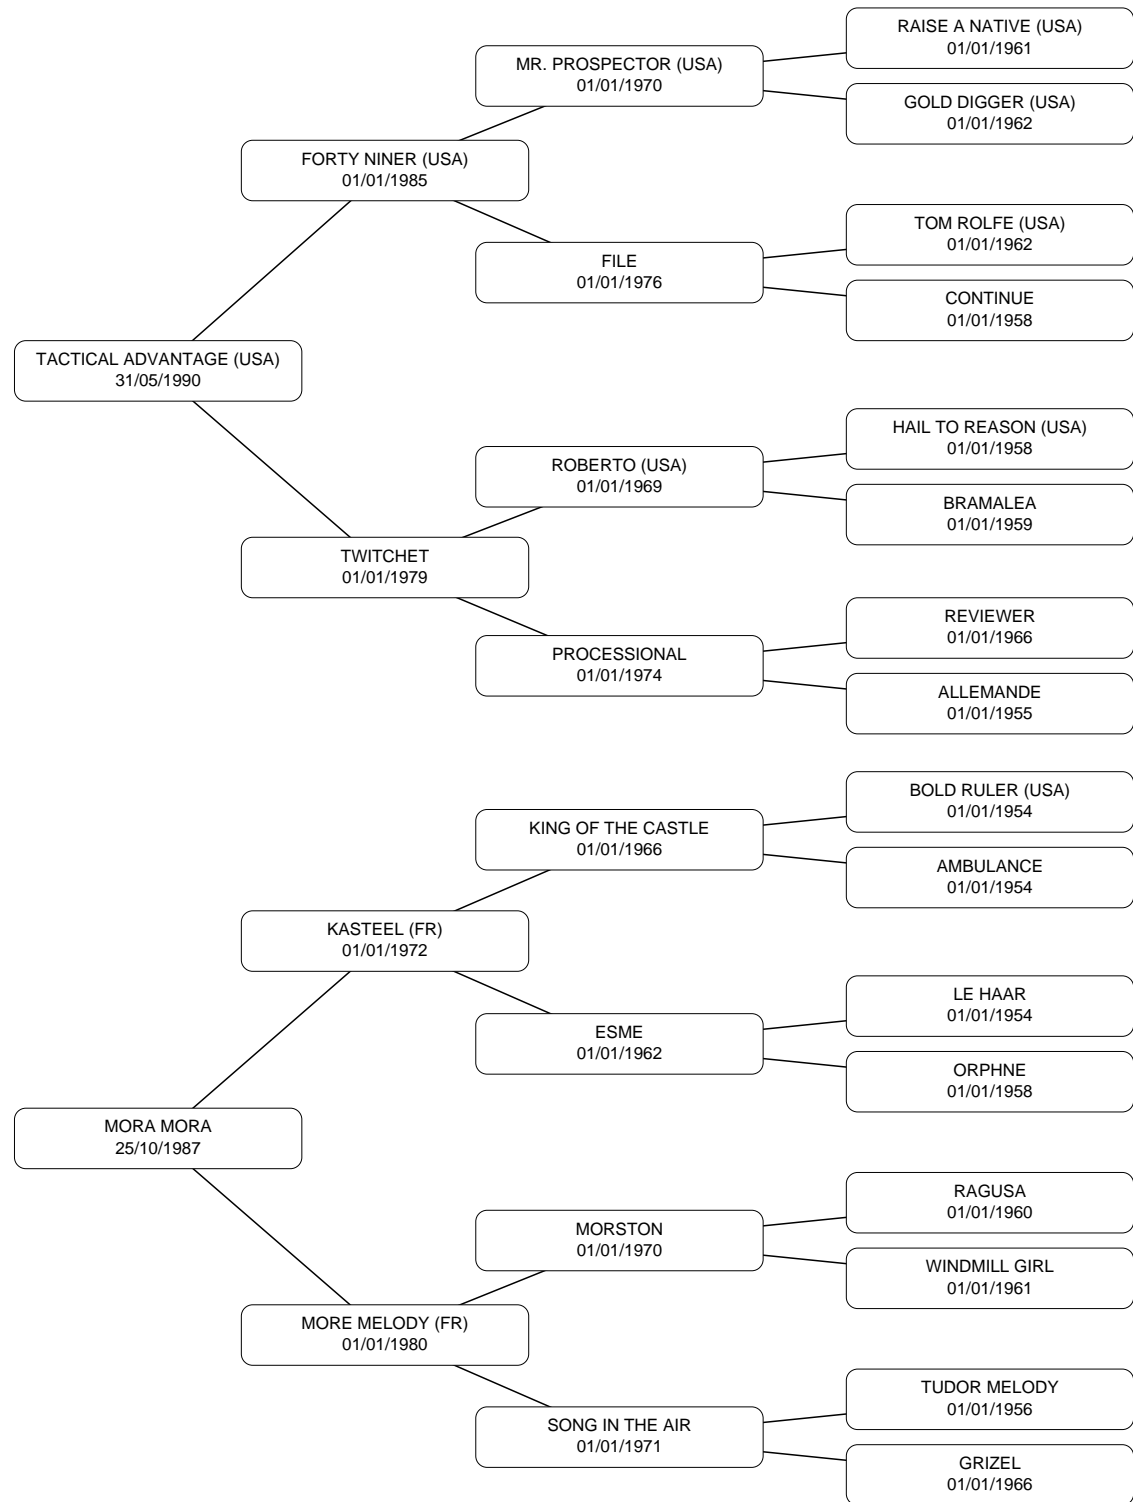 RAISE A NATIVE (USA)
01/01/1961
MR. PROSPECTOR (USA)
01/01/1970
GOLD DIGGER (USA)
01/01/1962
FORTY NINER (USA)
01/01/1985
TOM ROLFE (USA)
01/01/1962
FILE
01/01/1976
CONTINUE
01/01/1958
TACTICAL ADVANTAGE (USA)
31/05/1990
HAIL TO REASON (USA)
01/01/1958
ROBERTO (USA)
01/01/1969
BRAMALEA
01/01/1959
TWITCHET
01/01/1979
REVIEWER
01/01/1966
PROCESSIONAL
01/01/1974
ALLEMANDE
01/01/1955
BOLD RULER (USA)
01/01/1954
KING OF THE CASTLE
01/01/1966
AMBULANCE
01/01/1954
KASTEEL (FR)
01/01/1972
LE HAAR
01/01/1954
ESME
01/01/1962
ORPHNE
01/01/1958
MORA MORA
25/10/1987
RAGUSA
01/01/1960
MORSTON
01/01/1970
WINDMILL GIRL
01/01/1961
MORE MELODY (FR)
01/01/1980
TUDOR MELODY
01/01/1956
SONG IN THE AIR
01/01/1971
GRIZEL
01/01/1966